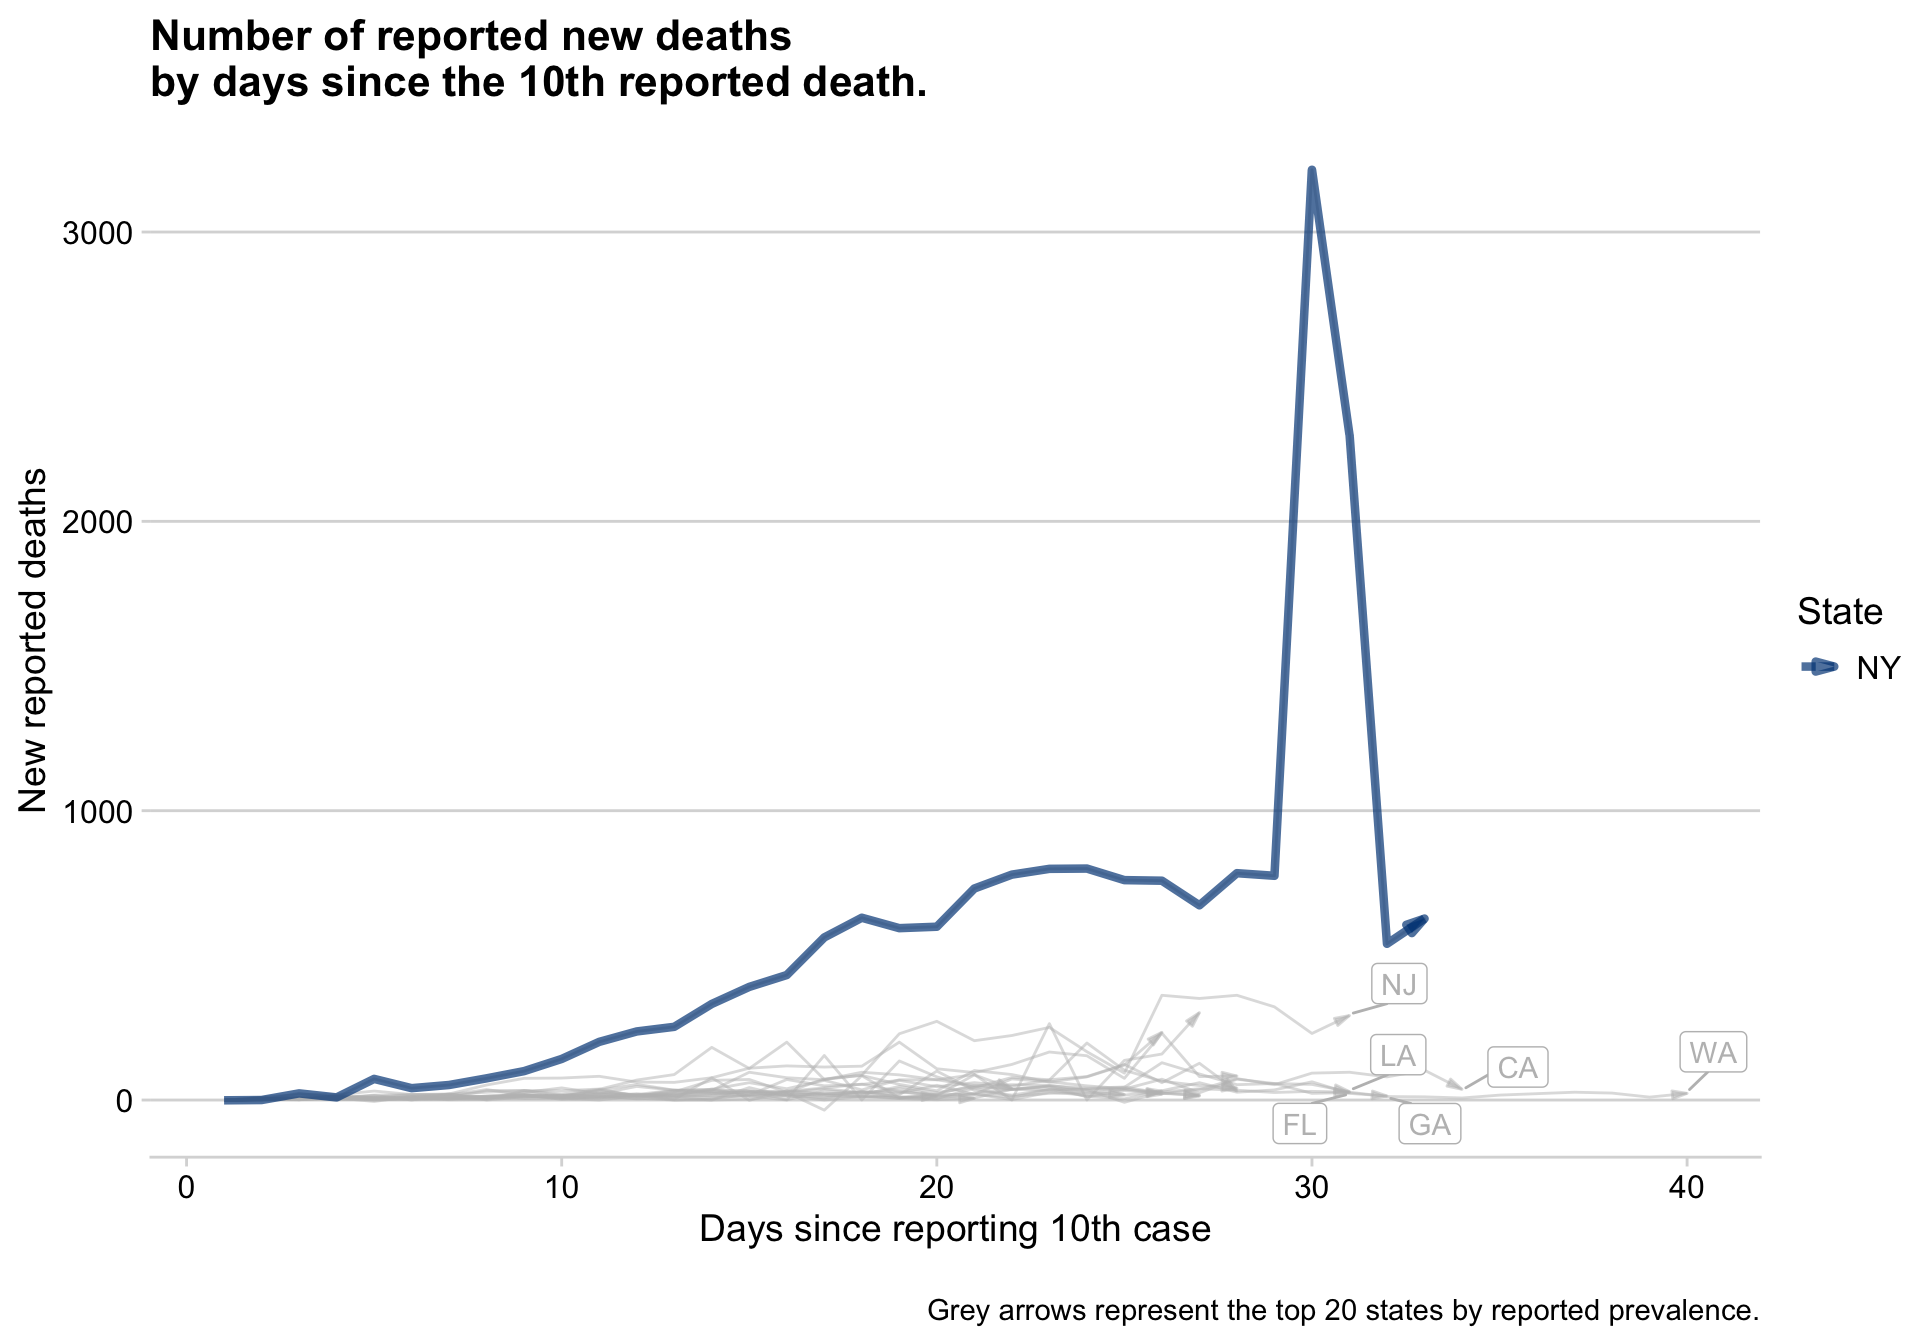 Number of reported new deaths
by days since the 10th reported death.
New reported deaths
3000
2000
1000
0
NJ
LA
CA
WA
FL
GA
0 10 20 30 40
Days since reporting 10th case
State
NY
Grey arrows represent the top 20 states by reported prevalence.